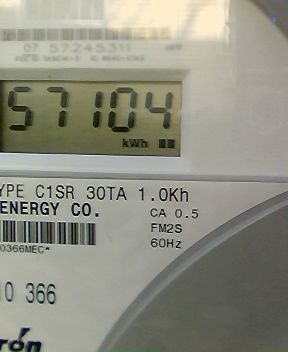 07 57245311
57104
kWh
YPE C1SR 30TA 1.0Kh
ENERGY CO.
CA 0.5
FM2S
60Hz
0366MEC*
10 366
rón